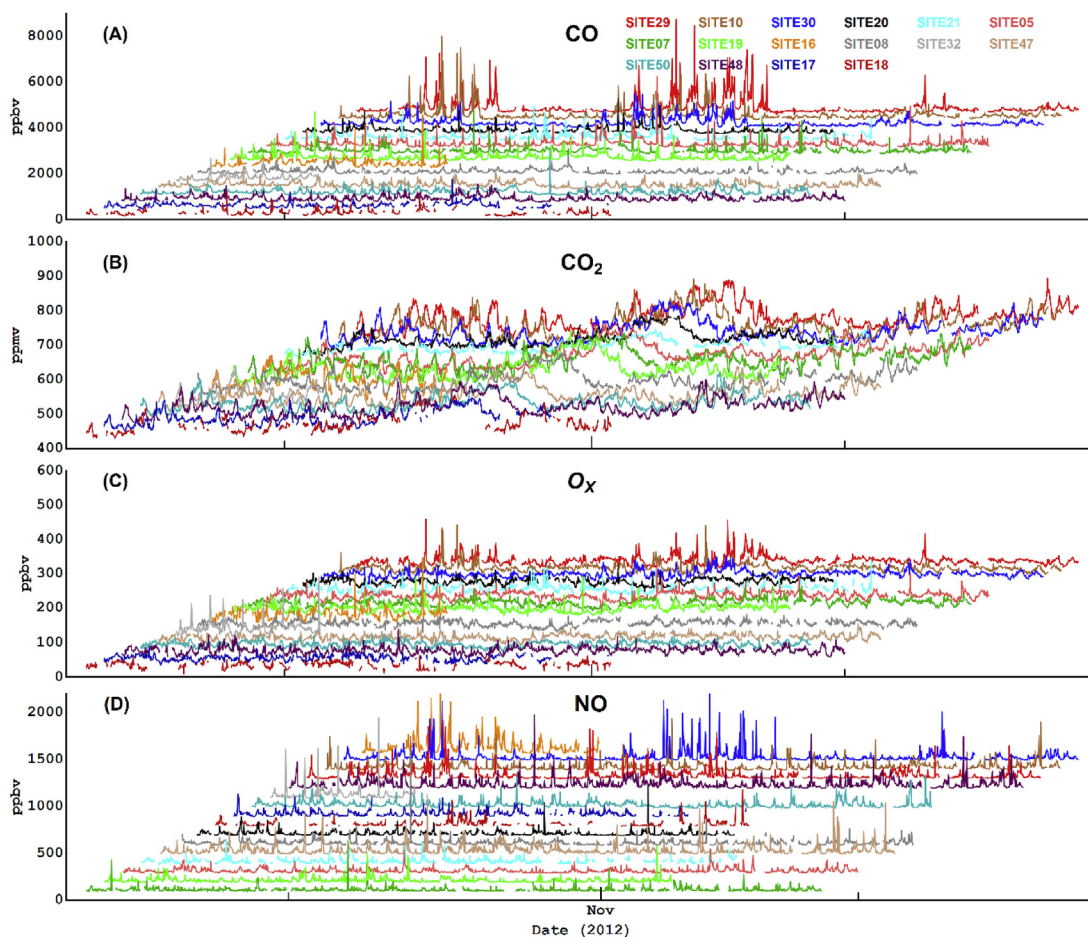 (A) CO
SITE29 SITE10 SITE30 SITE20 SITE21 SITE05
SITE07 SITE19 SITE16 SITE08 SITE32 SITE47
SITE50 SITE48 SITE17 SITE18
8000
6000
4000
2000
0
ppbv
(B) CO₂
1000
900
800
700
600
500
400
ppmv
(C) OX
600
500
400
300
200
100
0
ppbv
(D) NO
2000
1500
1000
500
0
ppbv
Nov
Date (2012)